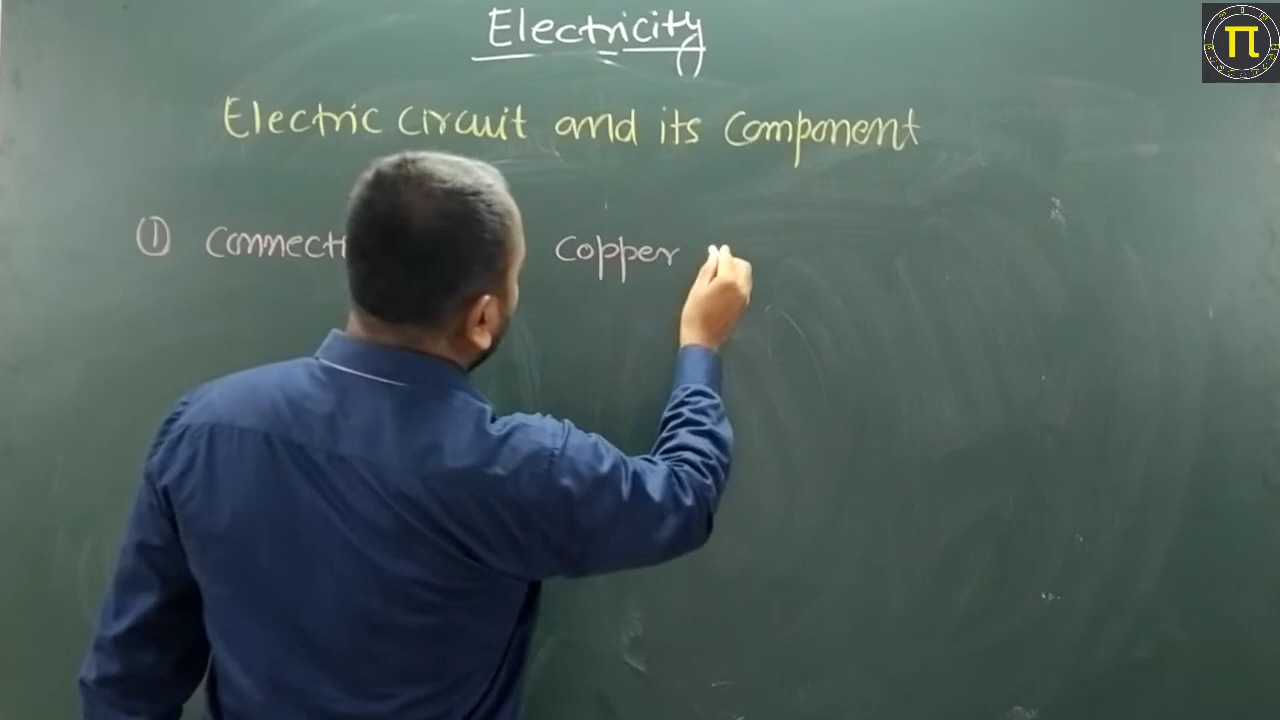 Electricity
Electric circuit and its component
① Connecti copper
π